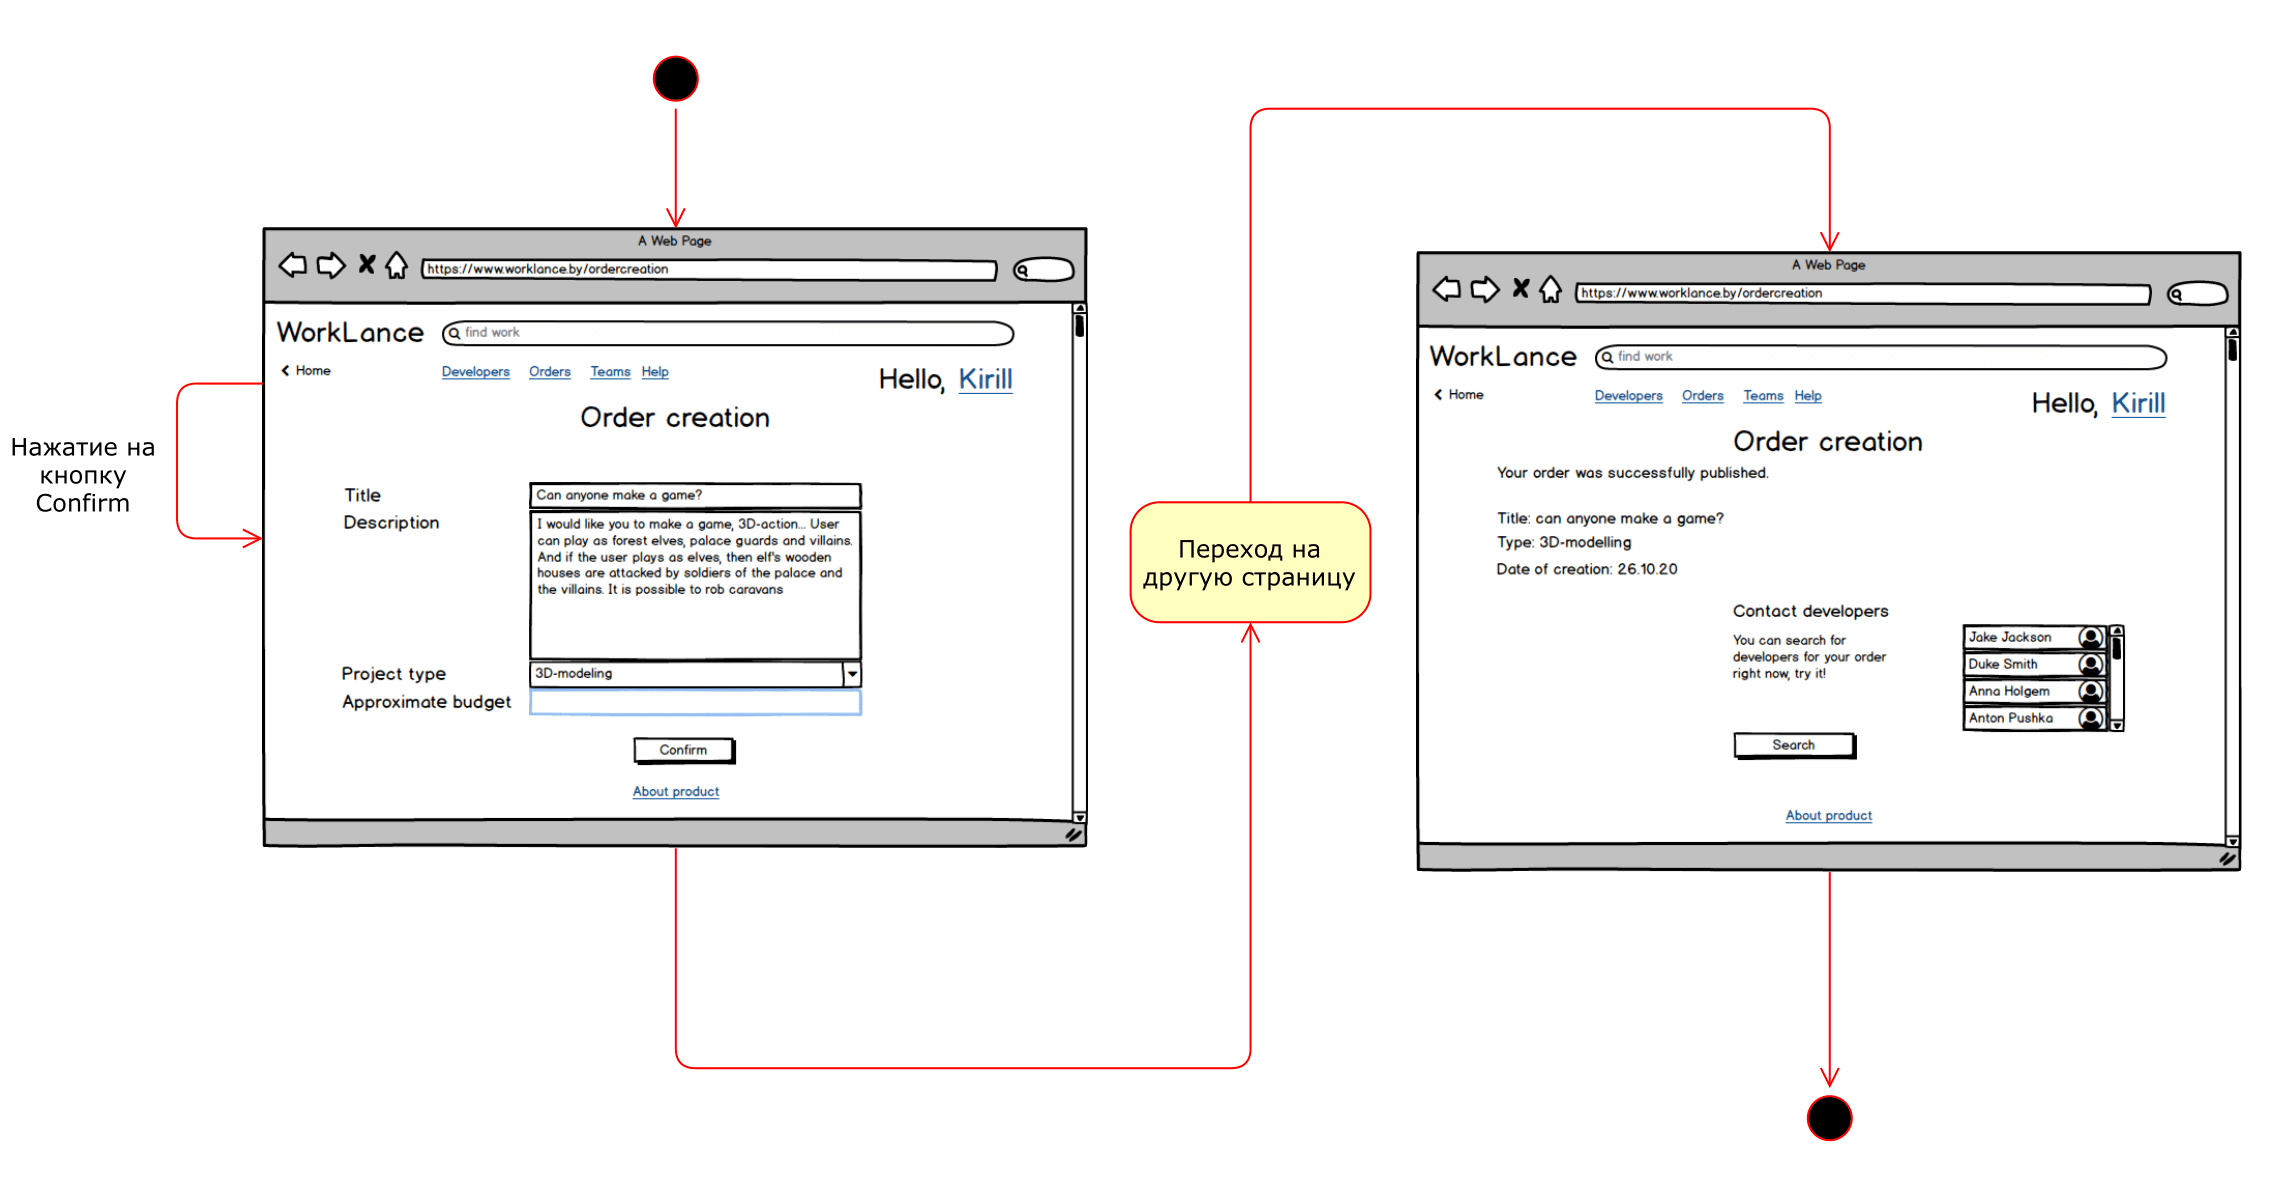 A Web Page
https://www.worklance.by/ordercreation
WorkLance
find work
Home
Developers Orders Teams Help
Hello, Kirill
Order creation
Title
Can anyone make a game?
Description
I would like you to make a game, 3D-action... User
can play as forest elves, palace guards and villains.
And if the user plays as elves, then elf's wooden
houses are attacked by soldiers of the palace and
the villains. It is possible to rob caravans
Project type
3D-modeling
Approximate budget
Confirm
About product
Нажатие на
кнопку
Confirm
Переход на
другую страницу
A Web Page
https://www.worklance.by/ordercreation
WorkLance
find work
Home
Developers Orders Teams Help
Hello, Kirill
Order creation
Your order was successfully published.
Title: can anyone make a game?
Type: 3D-modelling
Date of creation: 26.10.20
Contact developers
You can search for
developers for your order
right now, try it!
Jake Jackson
Duke Smith
Anna Holgem
Anton Pushka
Search
About product